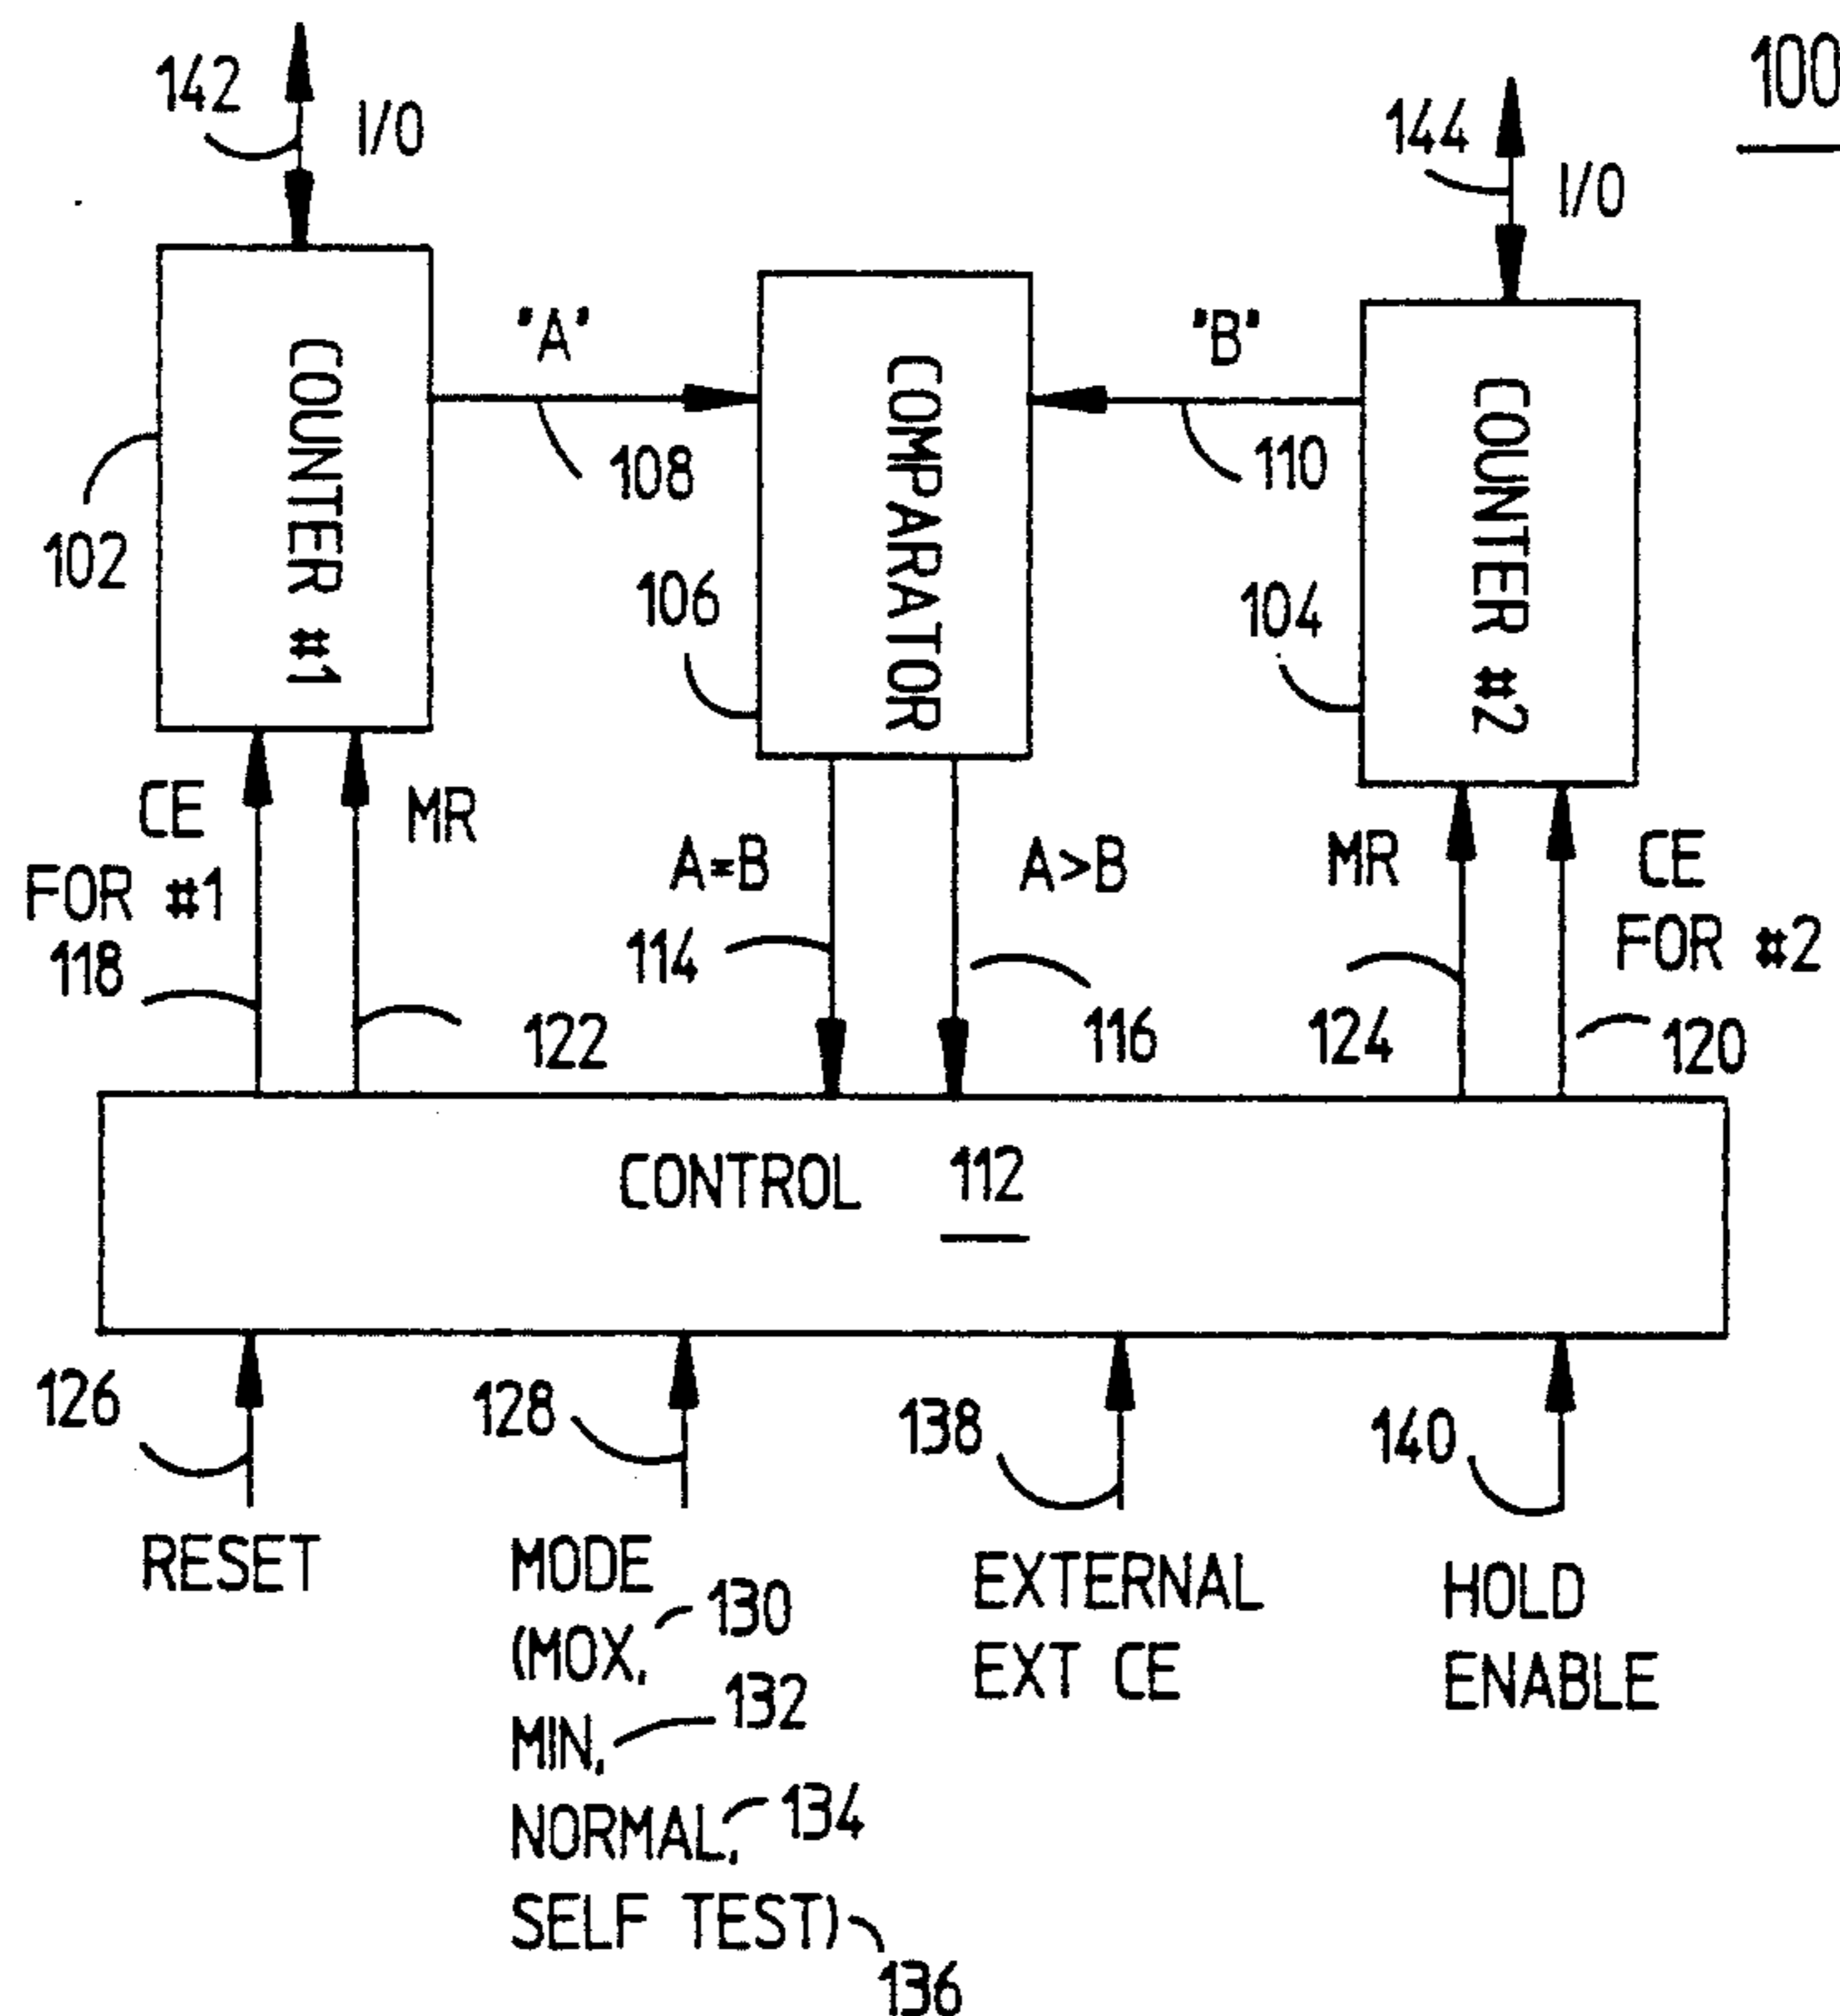 100
142
I/O
144
I/O
"A"
"B"
COUNTER #1
COMPARATOR
COUNTER #2
108
110
102
106
104
CE
FOR #1
118
MR
122
A=B
114
A>B
116
MR
124
CE
FOR #2
120
CONTROL 112
126
128
138
140
RESET
MODE
(MOX, 130
MIN, 132
NORMAL, 134
SELF TEST)
136
EXTERNAL
EXT CE
HOLD
ENABLE